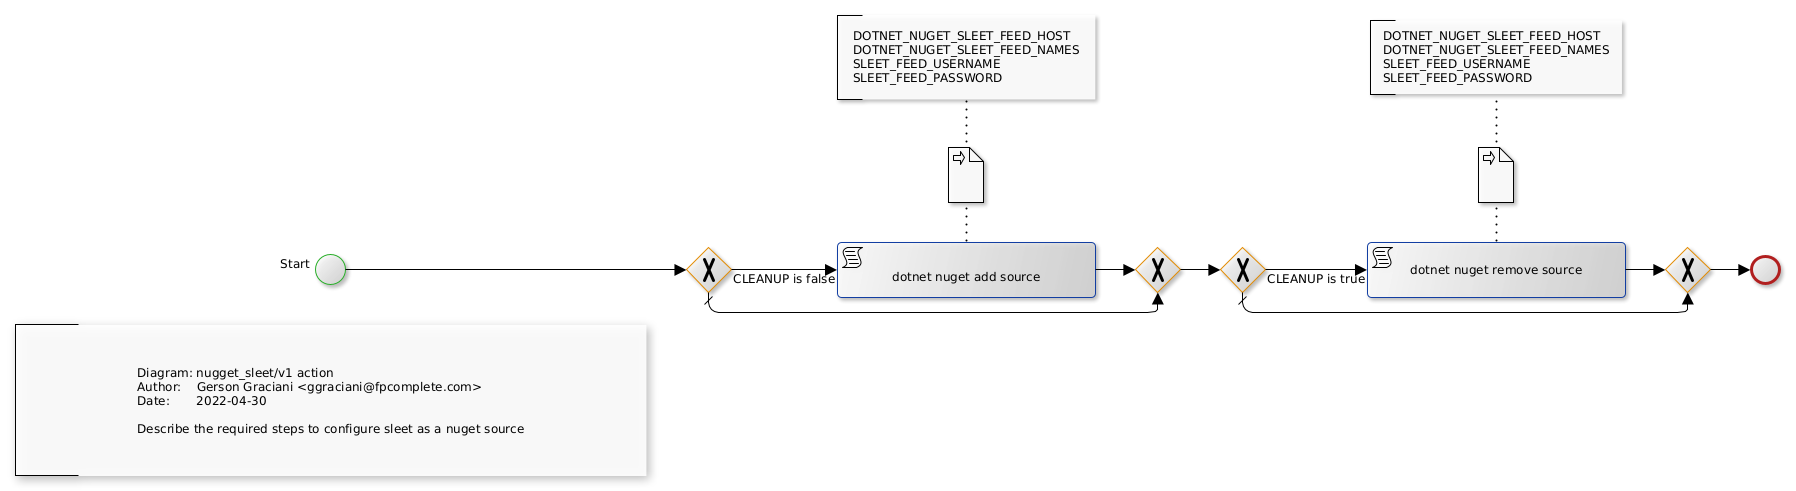 DOTNET_NUGET_SLEET_FEED_HOST
DOTNET_NUGET_SLEET_FEED_NAMES
SLEET_FEED_USERNAME
SLEET_FEED_PASSWORD
DOTNET_NUGET_SLEET_FEED_HOST
DOTNET_NUGET_SLEET_FEED_NAMES
SLEET_FEED_USERNAME
SLEET_FEED_PASSWORD
Start
CLEANUP is false
dotnet nuget add source
CLEANUP is true
dotnet nuget remove source
Diagram: nugget_sleet/v1 action
Author: Gerson Graciani <ggraciani@fpcomplete.com>
Date: 2022-04-30
Describe the required steps to configure sleet as a nuget source